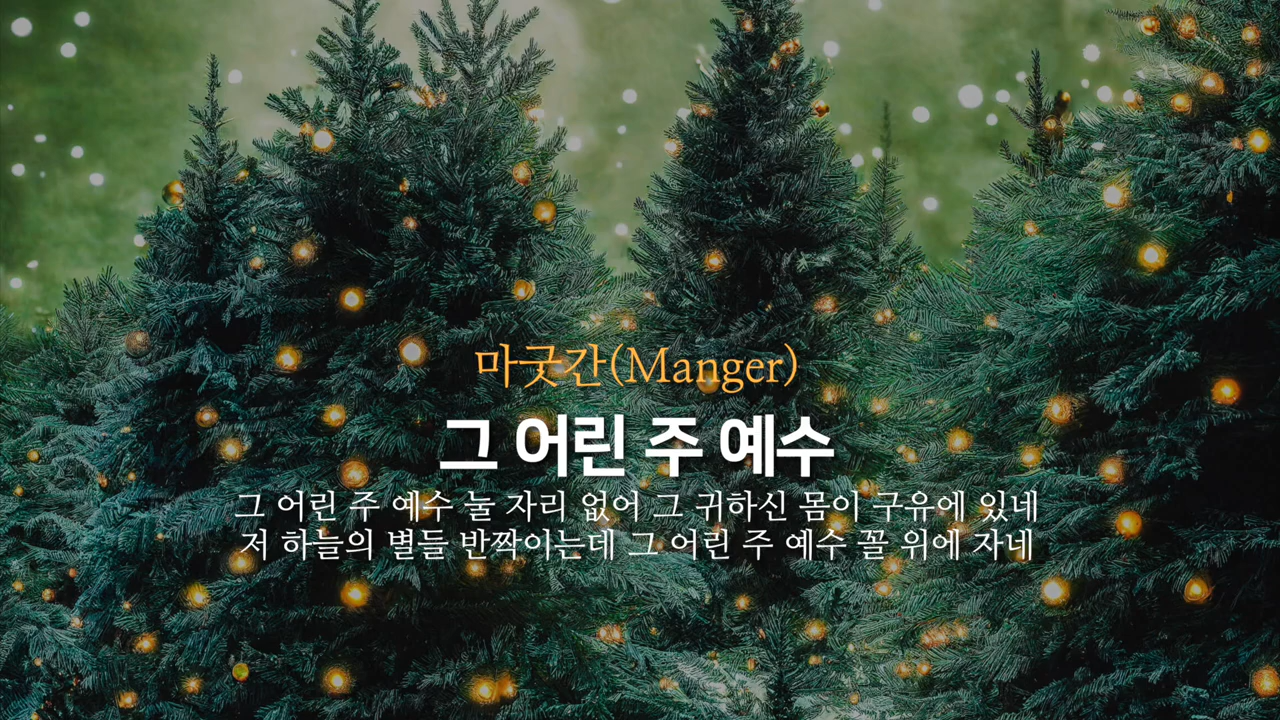 마굿간(Manger)
그 어린 주 예수
그 어린 주 예수 눌 자리 없어 그 귀하신 몸이 구유에 있네
저 하늘의 별들 반짝이는데 그 어린 주 예수 꼴 위에 자네